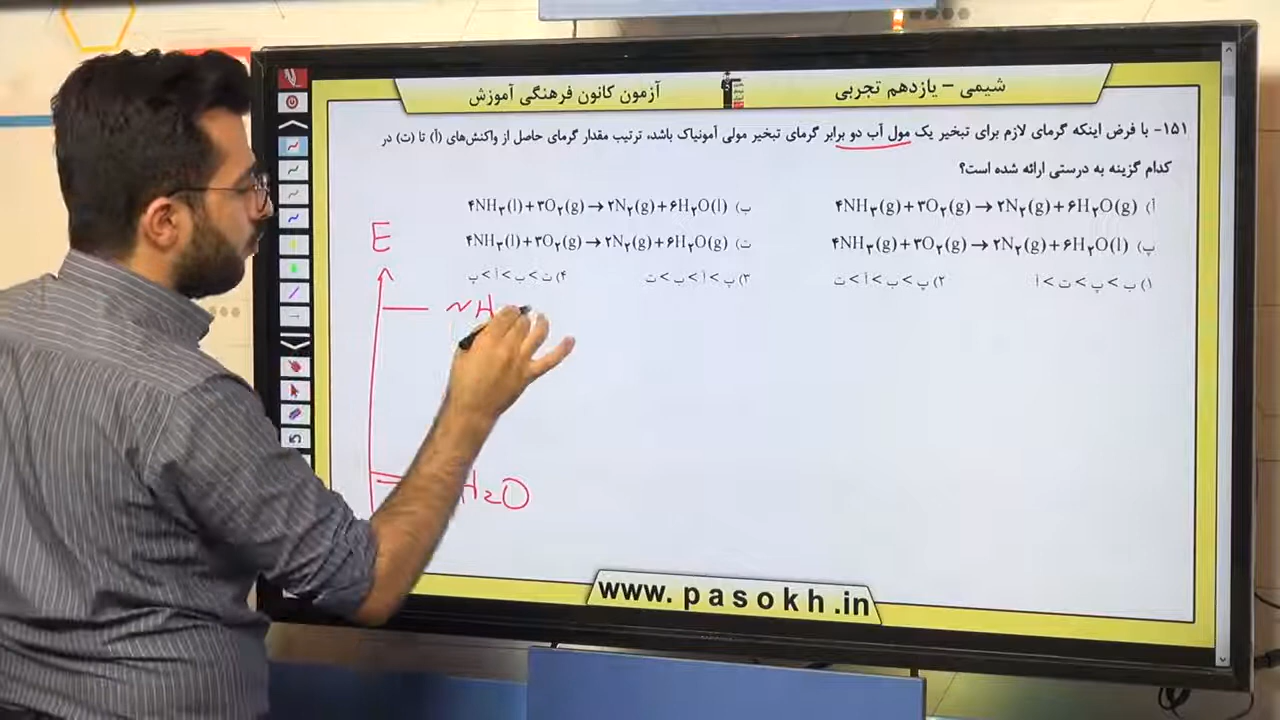 شیمی – یازدهم تجربی
آزمون کانون فرهنگی آموزش
۱۵۱- با فرض اینکه گرمای لازم برای تبخیر یک مول آب دو برابر گرمای تبخیر مولی آمونیاک باشد، ترتیب مقدار گرمای حاصل از واکنش‌های (أ) تا (ت) در
کدام گزینه به درستی ارائه شده است؟
أ) ۴NH۳(g)+۳O۲(g)→۲N۲(g)+۶H۲O(g)
ب) ۴NH۳(l)+۳O۲(g)→۲N۲(g)+۶H۲O(l)
پ) ۴NH۳(g)+۳O۲(g)→۲N۲(g)+۶H۲O(l)
ت) ۴NH۳(l)+۳O۲(g)→۲N۲(g)+۶H۲O(g)
۱) ب > پ > ت > أ
۲) پ > ب > أ > ت
۳) پ > أ > ب > ت
۴) ت > ب > أ > پ
E
NH
H2O
www.pasokh.in